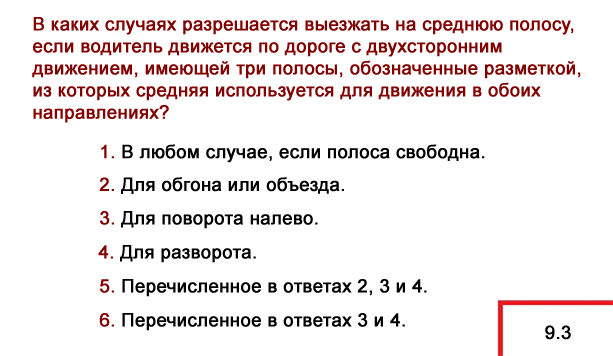 В каких случаях разрешается выезжать на среднюю полосу,
если водитель движется по дороге с двухсторонним
движением, имеющей три полосы, обозначенные разметкой,
из которых средняя используется для движения в обоих
направлениях?
1. В любом случае, если полоса свободна.
2. Для обгона или объезда.
3. Для поворота налево.
4. Для разворота.
5. Перечисленное в ответах 2, 3 и 4.
6. Перечисленное в ответах 3 и 4.
9.3